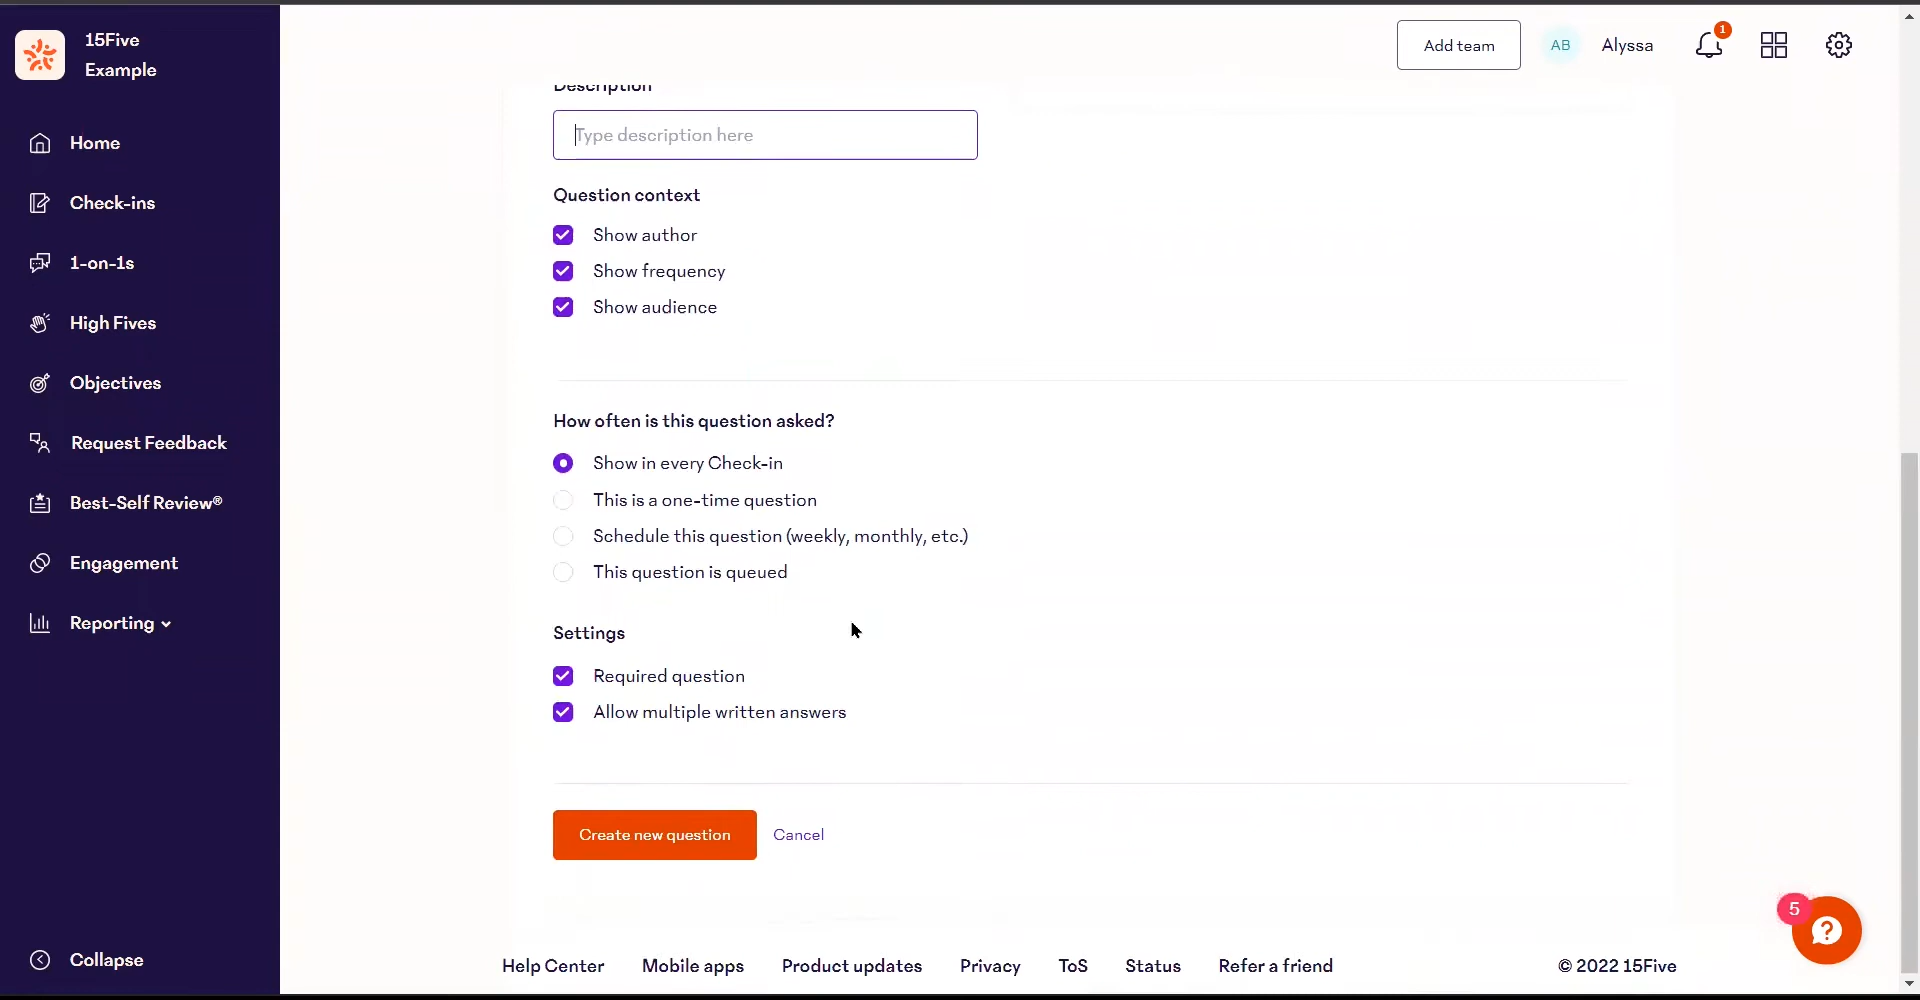 15Five
Example
Home
Check-ins
1-on-1s
High Fives
Objectives
Request Feedback
Best-Self Review®
Engagement
Reporting
Collapse
Add team
AB
Alyssa
1
Description
Type description here
Question context
Show author
Show frequency
Show audience
How often is this question asked?
Show in every Check-in
This is a one-time question
Schedule this question (weekly, monthly, etc.)
This question is queued
Settings
Required question
Allow multiple written answers
Create new question
Cancel
5
Help Center
Mobile apps
Product updates
Privacy
ToS
Status
Refer a friend
© 2022 15Five